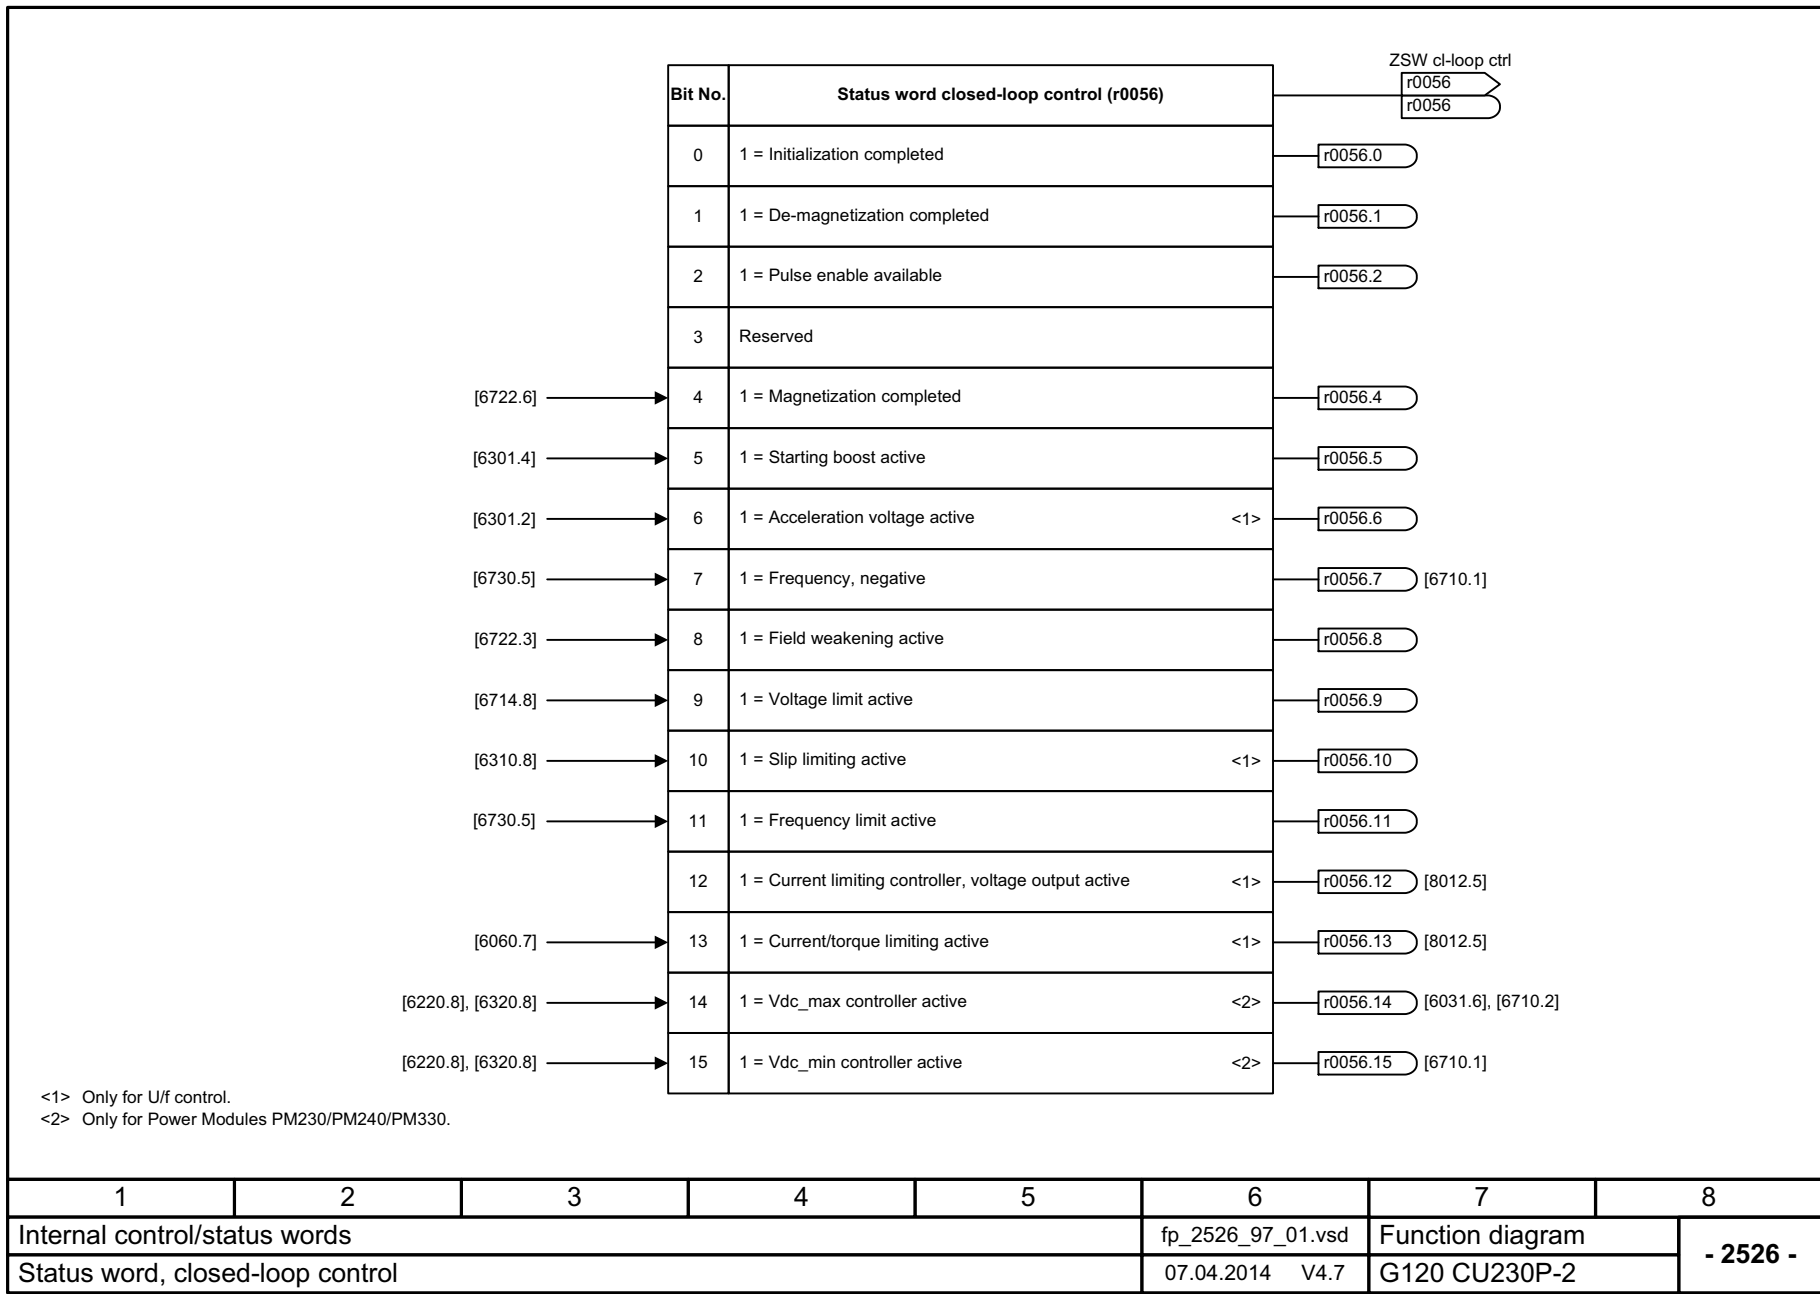 ZSW cl-loop ctrl
Bit No. Status word closed-loop control (r0056) r0056
r0056
0 1 = Initialization completed r0056.0
1 1 = De-magnetization completed r0056.1
2 1 = Pulse enable available r0056.2
3 Reserved
[6722.6] 4 1 = Magnetization completed r0056.4
[6301.4] 5 1 = Starting boost active r0056.5
[6301.2] 6 1 = Acceleration voltage active <1> r0056.6
[6730.5] 7 1 = Frequency, negative r0056.7 [6710.1]
[6722.3] 8 1 = Field weakening active r0056.8
[6714.8] 9 1 = Voltage limit active r0056.9
[6310.8] 10 1 = Slip limiting active <1> r0056.10
[6730.5] 11 1 = Frequency limit active r0056.11
12 1 = Current limiting controller, voltage output active <1> r0056.12 [8012.5]
[6060.7] 13 1 = Current/torque limiting active <1> r0056.13 [8012.5]
[6220.8], [6320.8] 14 1 = Vdc_max controller active <2> r0056.14 [6031.6], [6710.2]
[6220.8], [6320.8] 15 1 = Vdc_min controller active <2> r0056.15 [6710.1]
<1> Only for U/f control.
<2> Only for Power Modules PM230/PM240/PM330.
1 2 3 4 5 6 7 8
Internal control/status words fp_2526_97_01.vsd Function diagram - 2526 -
Status word, closed-loop control 07.04.2014 V4.7 G120 CU230P-2